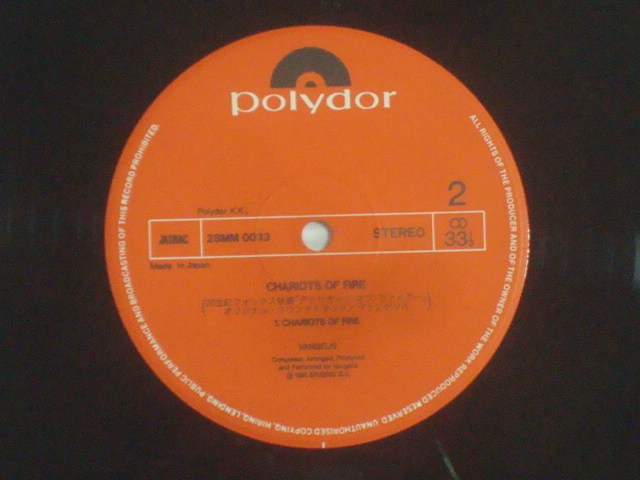 polydor
2
Polydor K.K.,
JASRAC
28MM 0033
STEREO
33⅓
Made in Japan
CHARIOTS OF FIRE
1. CHARIOTS OF FIRE
VANGELIS
Composed, Arranged, Produced
and Performed by Vangelis
ALL RIGHTS OF THE PRODUCER AND OF THE OWNER OF THE WORK REPRODUCED RESERVED. UNAUTHORISED COPYING, HIRING, LENDING, PUBLIC PERFORMANCE AND BROADCASTING OF THIS RECORD PROHIBITED.